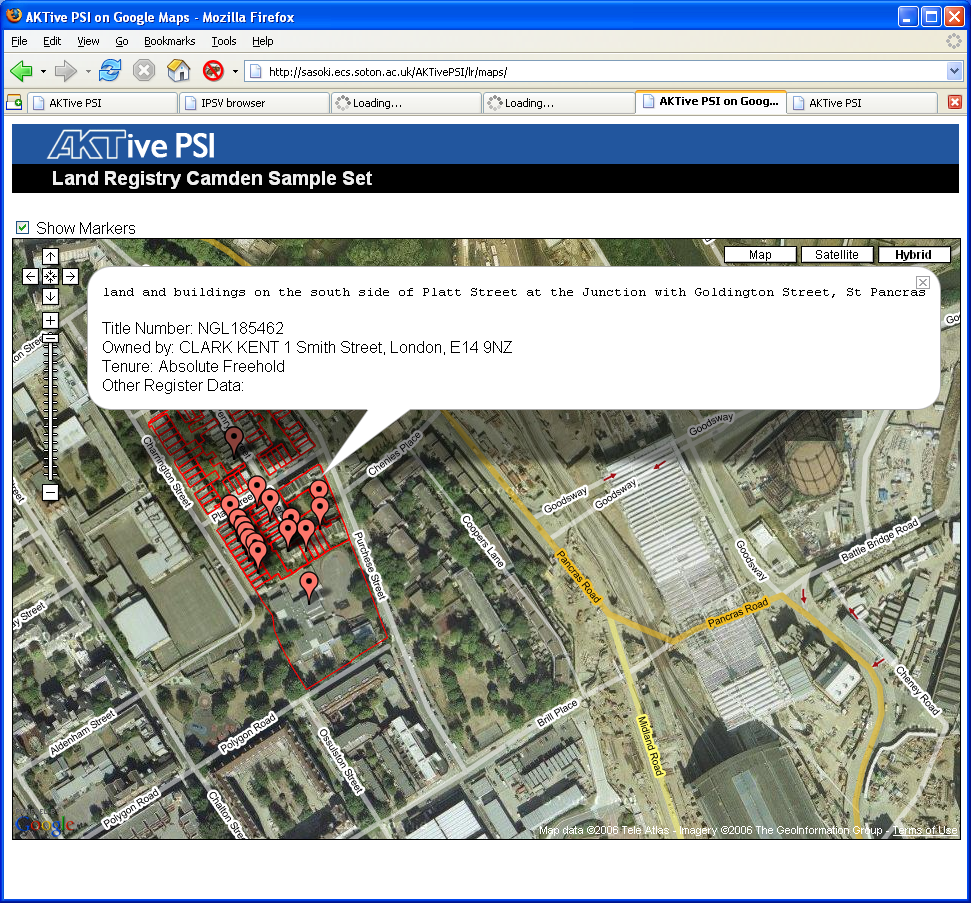 AKTive PSI on Google Maps - Mozilla Firefox
File Edit View Go Bookmarks Tools Help
http://sasoki.ecs.soton.ac.uk/AKTivePSI/lr/maps/
AKTive PSI
IPSV browser
Loading...
Loading...
AKTive PSI on Goog...
AKTive PSI
AKTive PSI
Land Registry Camden Sample Set
Show Markers
Map
Satellite
Hybrid
land and buildings on the south side of Platt Street at the Junction with Goldington Street, St Pancras
Title Number: NGL185462
Owned by: CLARK KENT 1 Smith Street, London, E14 9NZ
Tenure: Absolute Freehold
Other Register Data:
Goodsway
Charrington Street
Chenies Place
Goodsway
Goodsway
Coopers Lane
Purchese Street
Goodsway
Battle Bridge Road
Pancras Road
Pancras Road
Cheney Road
Brill Place
Midland Road
Aldenham Street
Polygon Road
Ossulston Street
Polygon Road
Chalton Stre
Google
Map data ©2006 Tele Atlas - Imagery ©2006 The GeoInformation Group - Terms of Use